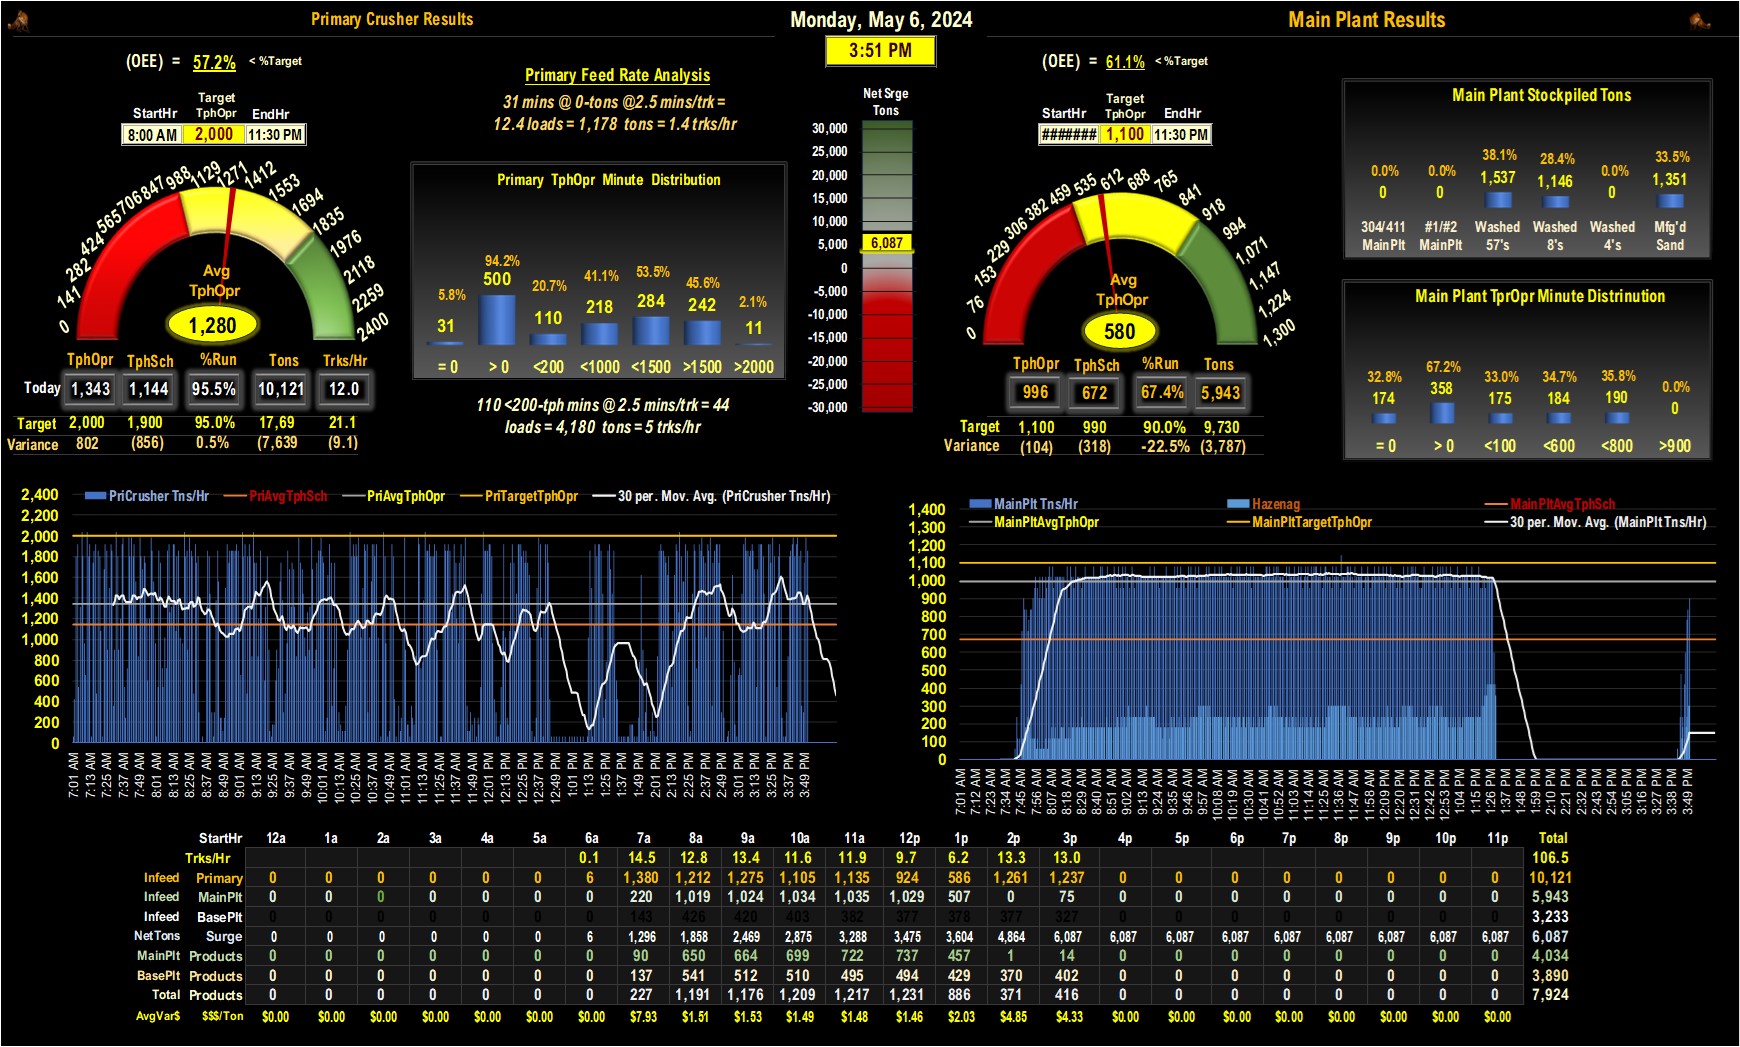 Primary Crusher Results
Monday, May 6, 2024
Main Plant Results
3:51 PM
(OEE) = 57.2% < %Target
StartHr Target TphOpr EndHr
8:00 AM 2,000 11:30 PM
Primary Feed Rate Analysis
31 mins @ 0-tons @2.5 mins/trk =
12.4 loads = 1,178 tons = 1.4 trks/hr
0 141 282 424 565 706 847 988 1129 1271 1412 1553 1694 1835 1976 2118 2259 2400
Avg
TphOpr
1,280
TphOpr TphSch %Run Tons Trks/Hr
Today 1,343 1,144 95.5% 10,121 12.0
Target 2,000 1,900 95.0% 17,69 21.1
Variance 802 (856) 0.5% (7,639 (9.1)
Primary TphOpr Minute Distribution
5.8% 94.2% 20.7% 41.1% 53.5% 45.6% 2.1%
31 500 110 218 284 242 11
= 0 > 0 <200 <1000 <1500 >1500 >2000
110 <200-tph mins @ 2.5 mins/trk = 44
loads = 4,180 tons = 5 trks/hr
Net Srge
Tons
30,000
25,000
20,000
15,000
10,000
5,000
0
-5,000
-10,000
-15,000
-20,000
-25,000
-30,000
6,087
(OEE) = 61.1% < %Target
StartHr Target TphOpr EndHr
####### 1,100 11:30 PM
0 76 153 229 306 382 459 535 612 688 765 841 918 994 1,071 1,147 1,224 1,300
Avg
TphOpr
580
TphOpr TphSch %Run Tons
996 672 67.4% 5,943
Target 1,100 990 90.0% 9,730
Variance (104) (318) -22.5% (3,787)
Main Plant Stockpiled Tons
0.0% 0.0% 38.1% 28.4% 0.0% 33.5%
0 0 1,537 1,146 0 1,351
304/411 #1/#2 Washed Washed Washed Mfg'd
MainPlt MainPlt 57's 8's 4's Sand
Main Plant TprOpr Minute Distrinution
32.8% 67.2% 33.0% 34.7% 35.8% 0.0%
174 358 175 184 190 0
= 0 > 0 <100 <600 <800 >900
PriCrusher Tns/Hr PriAvgTphSch PriAvgTphOpr PriTargetTphOpr 30 per. Mov. Avg. (PriCrusher Tns/Hr)
2,400
2,200
2,000
1,800
1,600
1,400
1,200
1,000
800
600
400
200
0
7:01 AM 7:13 AM 7:25 AM 7:37 AM 7:49 AM 8:01 AM 8:13 AM 8:25 AM 8:37 AM 8:49 AM 9:01 AM 9:13 AM 9:25 AM 9:37 AM 9:49 AM 10:01 AM 10:13 AM 10:25 AM 10:37 AM 10:49 AM 11:01 AM 11:13 AM 11:25 AM 11:37 AM 11:49 AM 12:01 PM 12:13 PM 12:25 PM 12:37 PM 12:49 PM 1:01 PM 1:13 PM 1:25 PM 1:37 PM 1:49 PM 2:01 PM 2:13 PM 2:25 PM 2:37 PM 2:49 PM 3:01 PM 3:13 PM 3:25 PM 3:37 PM 3:49 PM
MainPlt Tns/Hr Hazenag MainPltAvgTphSch
MainPltAvgTphOpr MainPltTargetTphOpr 30 per. Mov. Avg. (MainPlt Tns/Hr)
1,400
1,300
1,200
1,100
1,000
900
800
700
600
500
400
300
200
100
0
7:01 AM 7:12 AM 7:23 AM 7:34 AM 7:45 AM 7:56 AM 8:07 AM 8:18 AM 8:29 AM 8:40 AM 8:51 AM 9:02 AM 9:13 AM 9:24 AM 9:35 AM 9:46 AM 9:57 AM 10:08 AM 10:19 AM 10:30 AM 10:41 AM 10:52 AM 11:03 AM 11:14 AM 11:25 AM 11:36 AM 11:47 AM 11:58 AM 12:09 PM 12:20 PM 12:31 PM 12:42 PM 12:53 PM 1:04 PM 1:15 PM 1:26 PM 1:37 PM 1:48 PM 1:59 PM 2:10 PM 2:21 PM 2:32 PM 2:43 PM 2:54 PM 3:05 PM 3:16 PM 3:27 PM 3:38 PM 3:49 PM
StartHr 12a 1a 2a 3a 4a 5a 6a 7a 8a 9a 10a 11a 12p 1p 2p 3p 4p 5p 6p 7p 8p 9p 10p 11p Total
Trks/Hr 0.1 14.5 12.8 13.4 11.6 11.9 9.7 6.2 13.3 13.0 106.5
Infeed Primary 0 0 0 0 0 0 6 1,380 1,212 1,275 1,105 1,135 924 586 1,261 1,237 0 0 0 0 0 0 0 0 10,121
Infeed MainPlt 0 0 0 0 0 0 0 220 1,019 1,024 1,034 1,035 1,029 507 0 75 0 0 0 0 0 0 0 0 5,943
Infeed BasePlt 0 0 0 0 0 0 0 143 426 420 403 382 377 378 377 327 0 0 0 0 0 0 0 0 3,233
NetTons Surge 0 0 0 0 0 0 6 1,296 1,858 2,469 2,875 3,288 3,475 3,604 4,864 6,087 6,087 6,087 6,087 6,087 6,087 6,087 6,087 6,087 6,087
MainPlt Products 0 0 0 0 0 0 0 90 650 664 699 722 737 457 1 14 0 0 0 0 0 0 0 0 4,034
BasePlt Products 0 0 0 0 0 0 0 137 541 512 510 495 494 429 370 402 0 0 0 0 0 0 0 0 3,890
Total Products 0 0 0 0 0 0 0 227 1,191 1,176 1,209 1,217 1,231 886 371 416 0 0 0 0 0 0 0 0 7,924
AvgVar$ $$$/Ton $0.00 $0.00 $0.00 $0.00 $0.00 $0.00 $0.00 $7.93 $1.51 $1.53 $1.49 $1.48 $1.46 $2.03 $4.85 $4.33 $0.00 $0.00 $0.00 $0.00 $0.00 $0.00 $0.00 $0.00